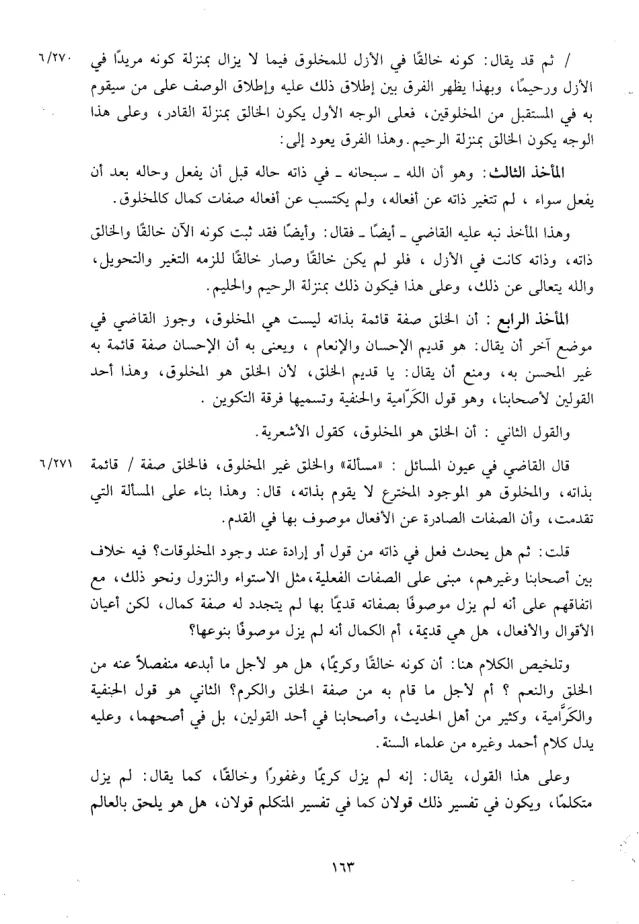 / ثم قد يقال: كونه خالقًا في الأزل للمخلوق فيما لا يزال بمنزلة كونه مريدًا في ٦/٢٧٠
الأزل ورحيمًا، وبهذا يظهر الفرق بين إطلاق ذلك عليه وإطلاق الوصف على من سيقوم
به في المستقبل من المخلوقين، فعلى الوجه الأول يكون الخالق بمنزلة القادر، وعلى هذا
الوجه يكون الخالق بمنزلة الرحيم. وهذا الفرق يعود إلى:
المأخذ الثالث: وهو أن الله ـ سبحانه ـ في ذاته حاله قبل أن يفعل وحاله بعد أن
يفعل سواء ، لم تتغير ذاته عن أفعاله، ولم يكتسب عن أفعاله صفات كمال كالمخلوق.
وهذا المأخذ نبه عليه القاضي ـ أيضًا ـ فقال: وأيضًا فقد ثبت كونه الآن خالقًا والخالق
ذاته، وذاته كانت في الأزل ، فلو لم يكن خالقًا وصار خالقًا للزمه التغير والتحويل،
والله يتعالى عن ذلك، وعلى هذا فيكون ذلك بمنزلة الرحيم والحليم.
المأخذ الرابع : أن الخلق صفة قائمة بذاته ليست هي المخلوق، وجوز القاضي في
موضع آخر أن يقال: هو قديم الإحسان والإنعام ، ويعنى به أن الإحسان صفة قائمة به
غير المحسن به، ومنع أن يقال: يا قديم الخلق، لأن الخلق هو المخلوق، وهذا أحد
القولين لأصحابنا، وهو قول الكَرّامية والحنفية وتسميها فرقة التكوين .
والقول الثاني : أن الخلق هو المخلوق، كقول الأشعرية.
قال القاضي في عيون المسائل : «مسألة» والخلق غير المخلوق، فالخلق صفة / قائمة ٦/٢٧١
بذاته، والمخلوق هو الموجود المخترع لا يقوم بذاته، قال: وهذا بناء على المسألة التي
تقدمت، وأن الصفات الصادرة عن الأفعال موصوف بها في القدم.
قلت: ثم هل يحدث فعل في ذاته من قول أو إرادة عند وجود المخلوقات؟ فيه خلاف
بين أصحابنا وغيرهم، مبنى على الصفات الفعلية،مثل الاستواء والنزول ونحو ذلك، مع
اتفاقهم على أنه لم يزل موصوفًا بصفاته قديمًا بها لم يتجدد له صفة كمال، لكن أعيان
الأقوال والأفعال، هل هي قديمة، أم الكمال أنه لم يزل موصوفًا بنوعها؟
وتلخيص الكلام هنا: أن كونه خالقًا وكريمًا؛ هل هو لأجل ما أبدعه منفصلاً عنه من
الخلق والنعم ؟ أم لأجل ما قام به من صفة الخلق والكرم؟ الثاني هو قول الحنفية
والكَرَّامية، وكثير من أهل الحديث، وأصحابنا في أحد القولين، بل في أصحهما، وعليه
يدل كلام أحمد وغيره من علماء السنة.
وعلى هذا القول، يقال: إنه لم يزل كريمًا وغفورًا وخالقًا، كما يقال: لم يزل
متكلمًا، ويكون في تفسير ذلك قولان كما في تفسير المتكلم قولان، هل هو يلحق بالعالم
١٦٣